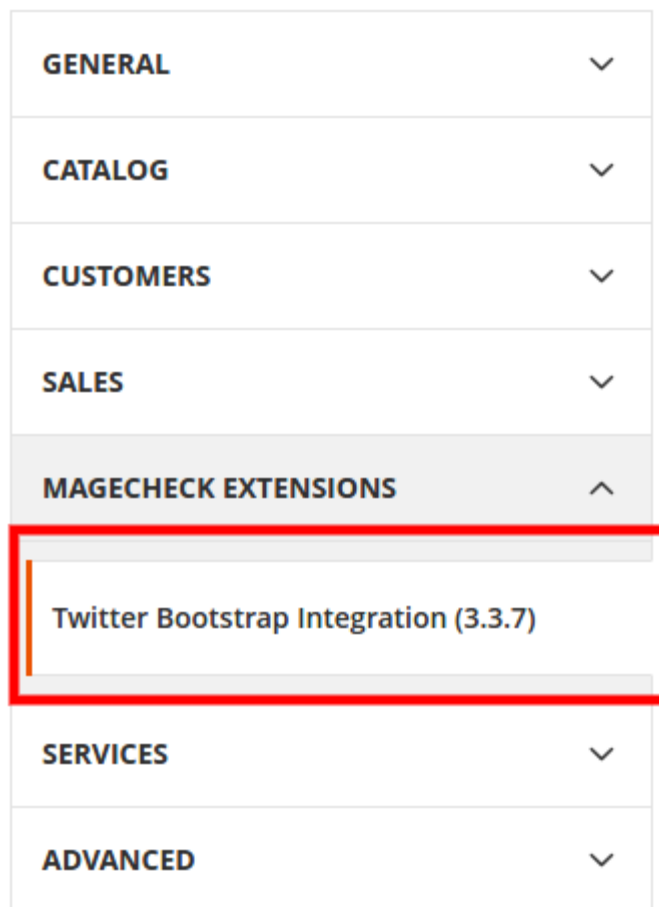 GENERAL
CATALOG
CUSTOMERS
SALES
MAGECHECK EXTENSIONS
Twitter Bootstrap Integration (3.3.7)
SERVICES
ADVANCED